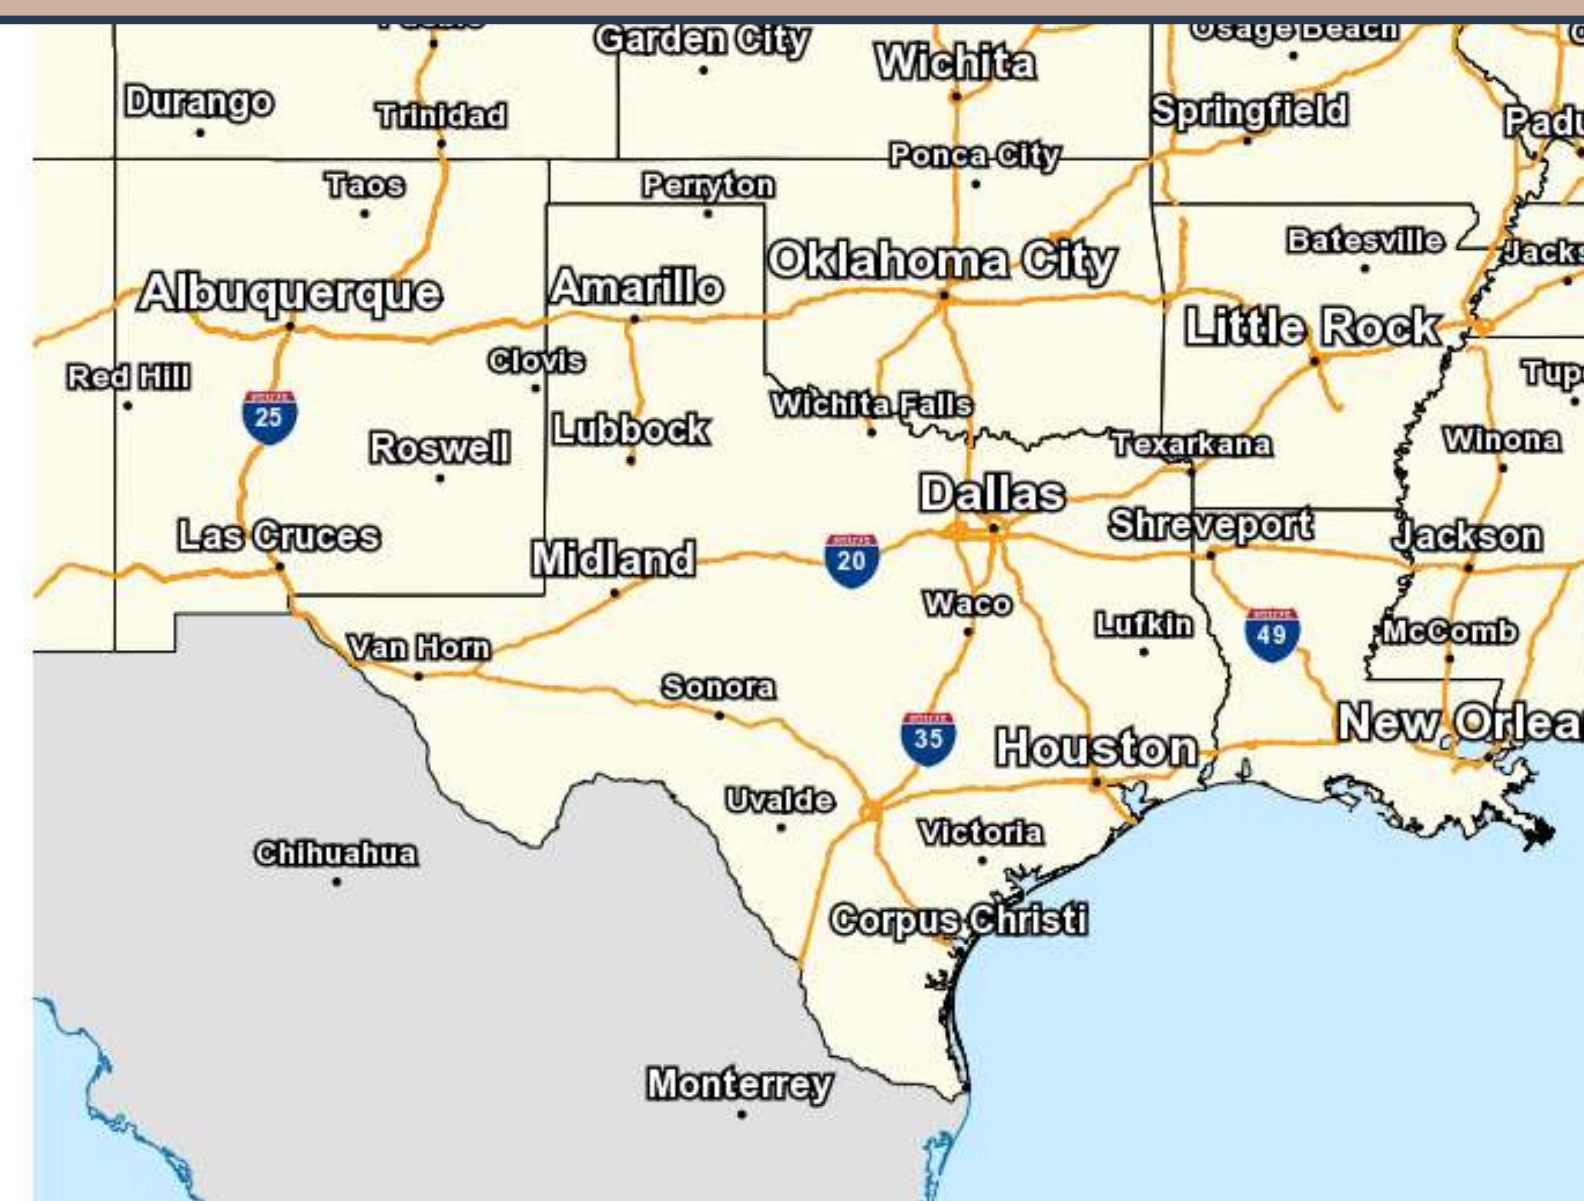 Garden City
Osage Beach
Wichita
Durango
Trinidad
Springfield
Ponca City
Taos
Perryton
Oklahoma City
Batesville
Albuquerque
Amarillo
Little Rock
Red Hill
Clovis
25
Wichita Falls
Roswell
Lubbock
Texarkana
Winona
Dallas
Las Cruces
Midland
20
Shreveport
Jackson
Waco
Lufkin
49
McComb
Van Horn
Sonora
35
Houston
New Orlea
Uvalde
Victoria
Chihuahua
Corpus Christi
Monterrey